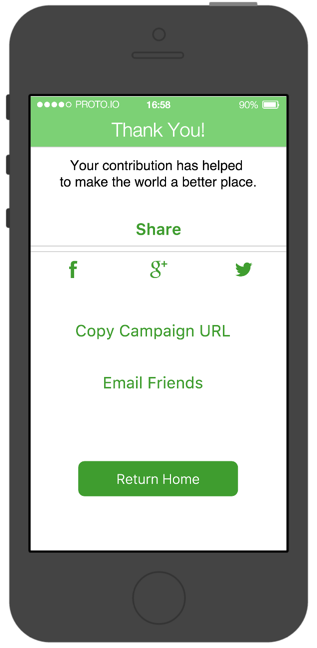 PROTO.IO 16:58 90%
Thank You!
Your contribution has helped
to make the world a better place.
Share
f g+
Copy Campaign URL
Email Friends
Return Home